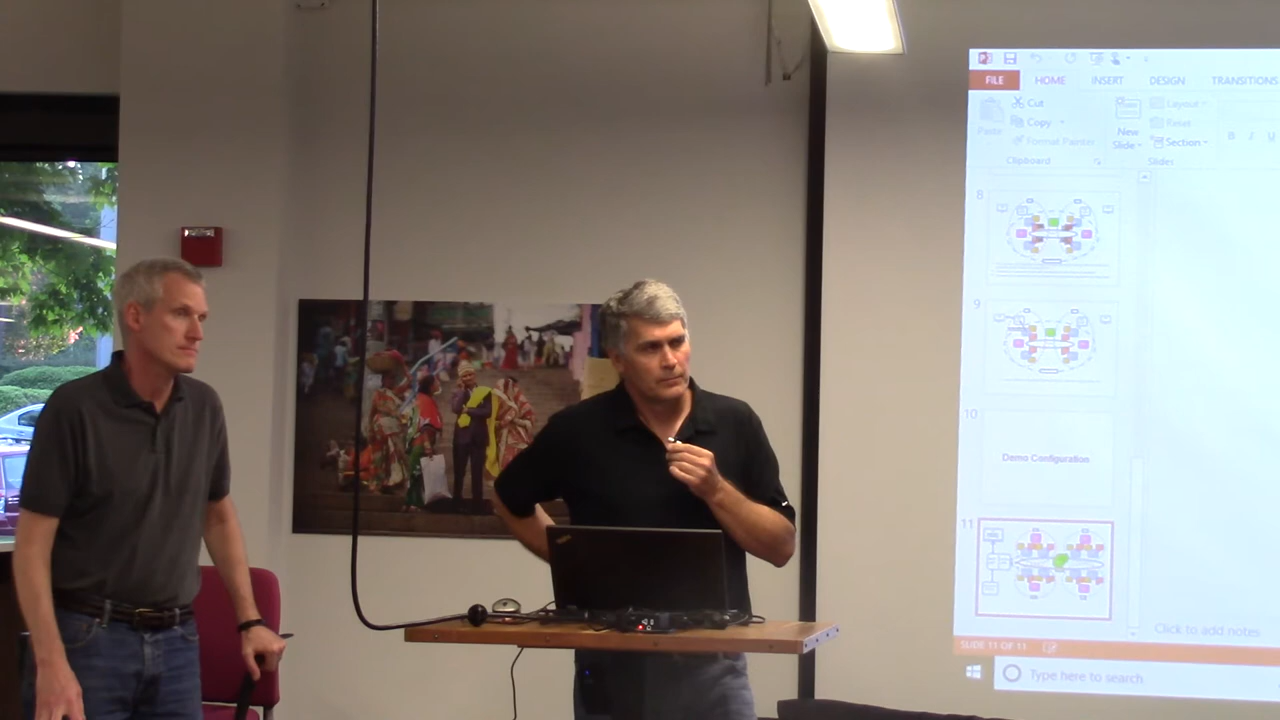 FILE HOME INSERT DESIGN TRANSITIONS
Cut
Copy
Format Painter
Paste
Clipboard
New
Slide
Layout
Reset
Section
Slides
B I U
8
9
10
Demo Configuration
11
Click to add notes
SLIDE 11 OF 11
Type here to search